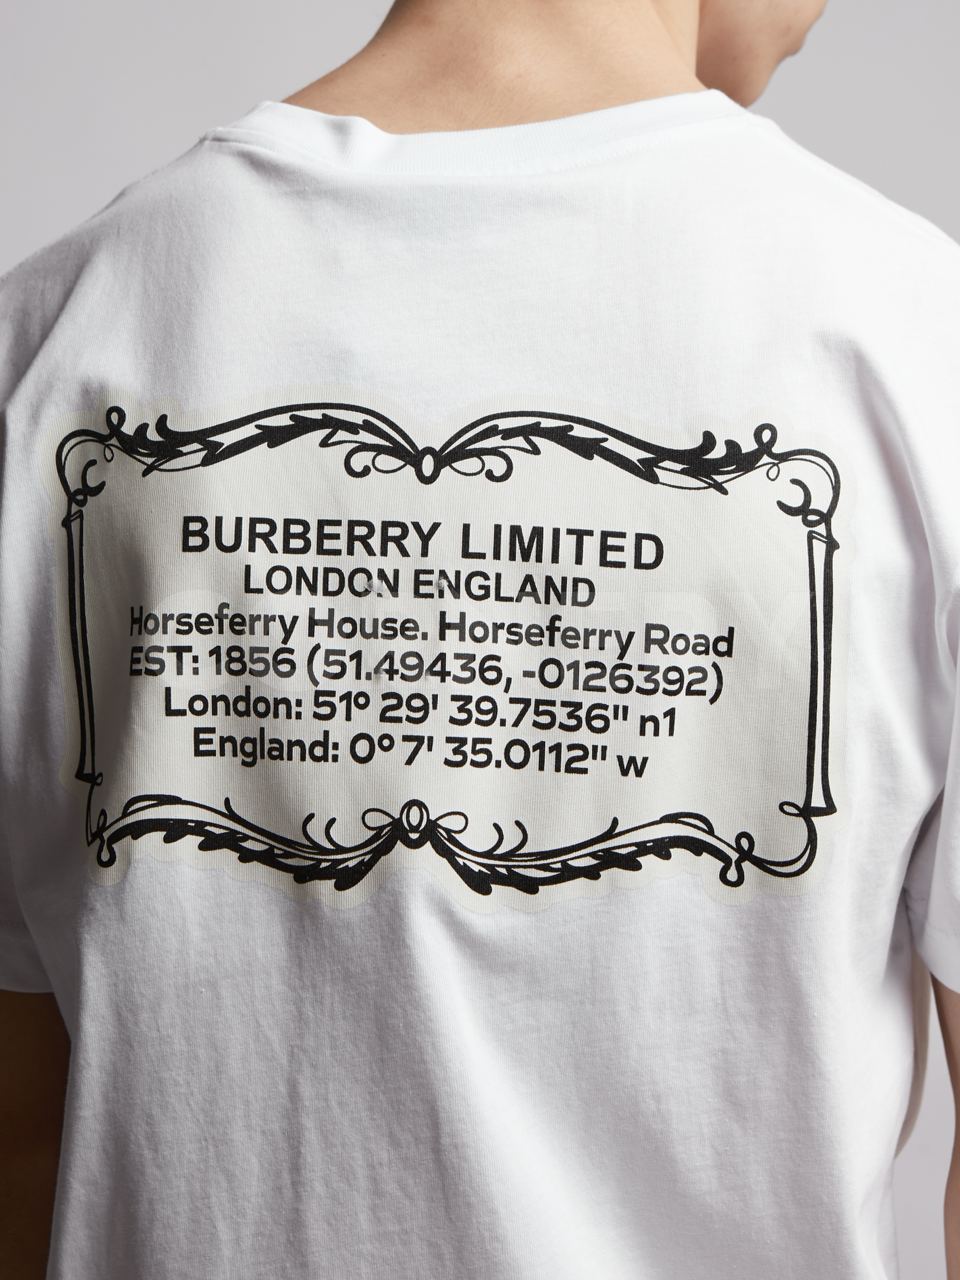 BURBERRY LIMITED
LONDON ENGLAND
Horseferry House. Horseferry Road
EST: 1856 (51.49436, -0126392)
London: 51º 29' 39.7536" n1
England: 0º 7' 35.0112" w